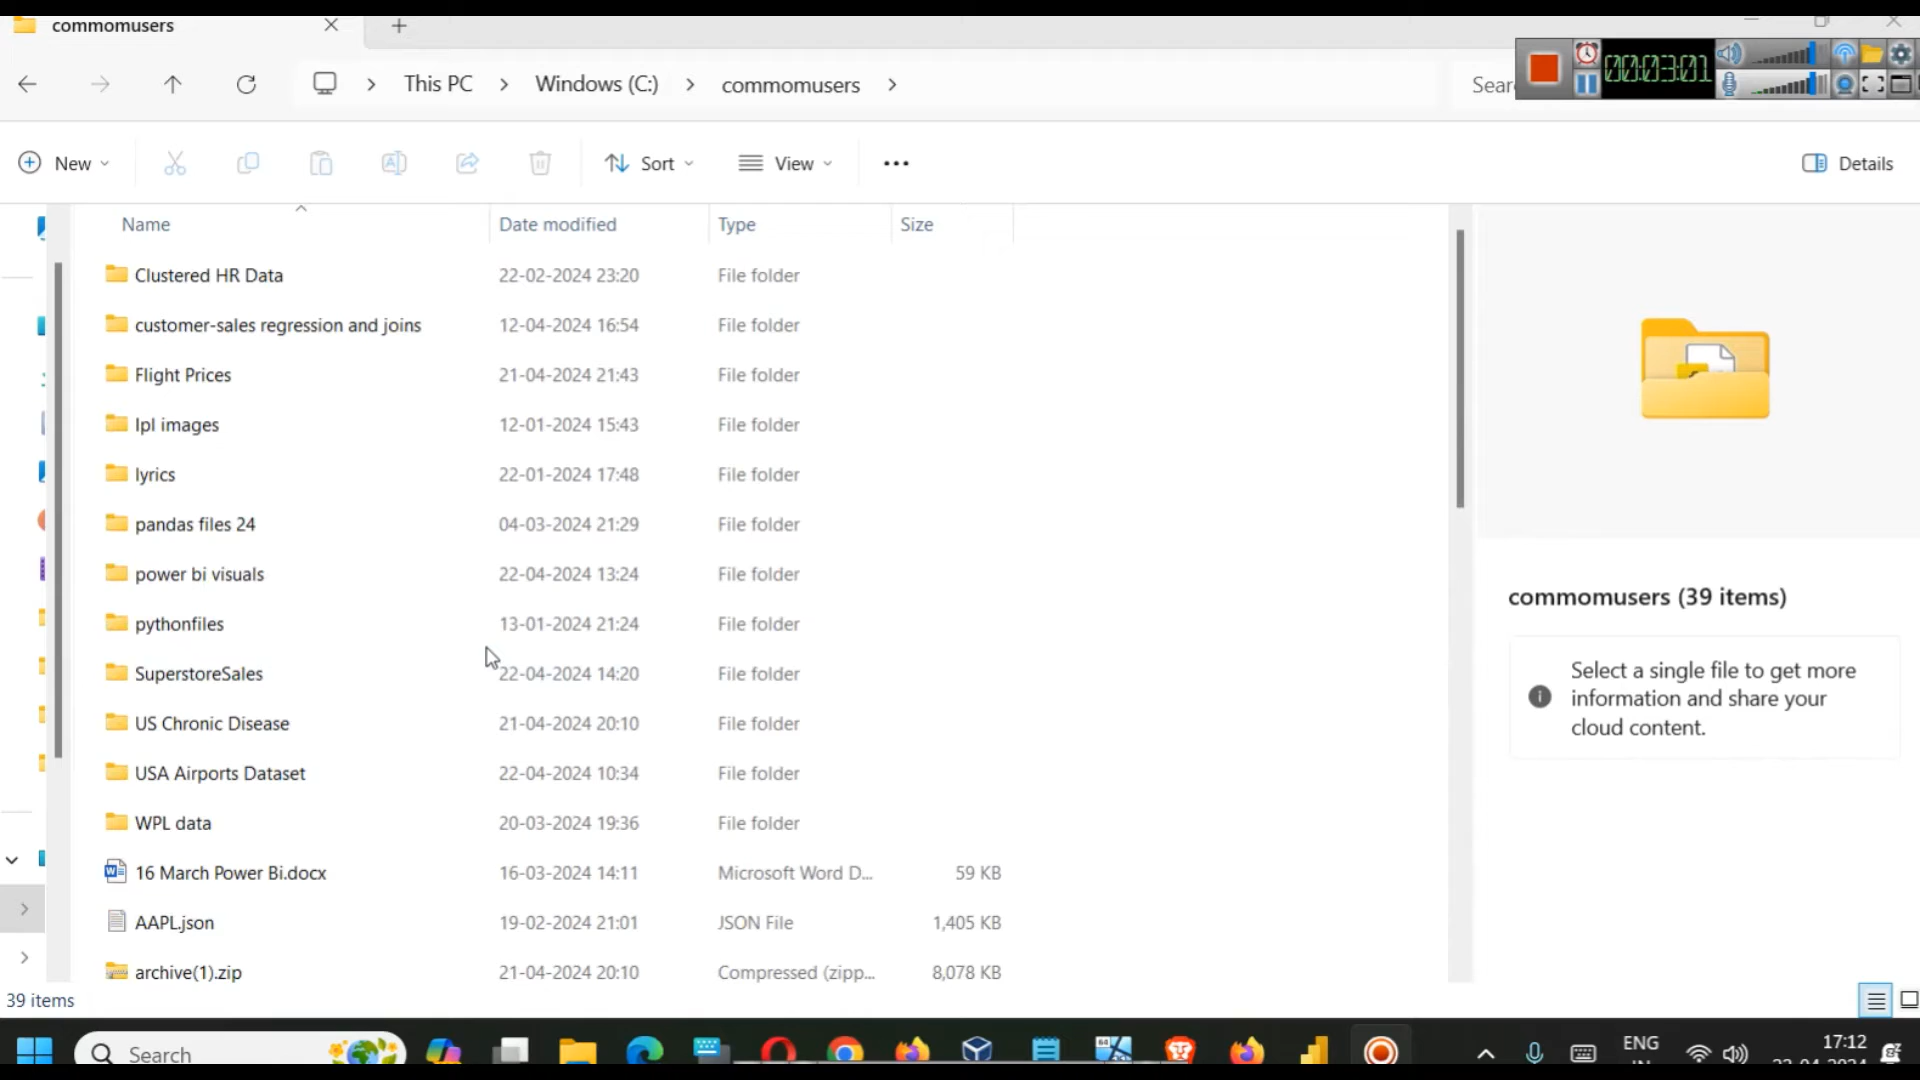 commomusers
This PC > Windows (C:) > commomusers >
Sear
00:03:01
New
Sort
View
Details
Name Date modified Type Size
Clustered HR Data 22-02-2024 23:20 File folder
customer-sales regression and joins 12-04-2024 16:54 File folder
Flight Prices 21-04-2024 21:43 File folder
Ipl images 12-01-2024 15:43 File folder
lyrics 22-01-2024 17:48 File folder
pandas files 24 04-03-2024 21:29 File folder
power bi visuals 22-04-2024 13:24 File folder
pythonfiles 13-01-2024 21:24 File folder
SuperstoreSales 22-04-2024 14:20 File folder
US Chronic Disease 21-04-2024 20:10 File folder
USA Airports Dataset 22-04-2024 10:34 File folder
WPL data 20-03-2024 19:36 File folder
16 March Power Bi.docx 16-03-2024 14:11 Microsoft Word D... 59 KB
AAPL.json 19-02-2024 21:01 JSON File 1,405 KB
archive(1).zip 21-04-2024 20:10 Compressed (zipp... 8,078 KB
commomusers (39 items)
Select a single file to get more
information and share your
cloud content.
39 items
Search
ENG
17:12